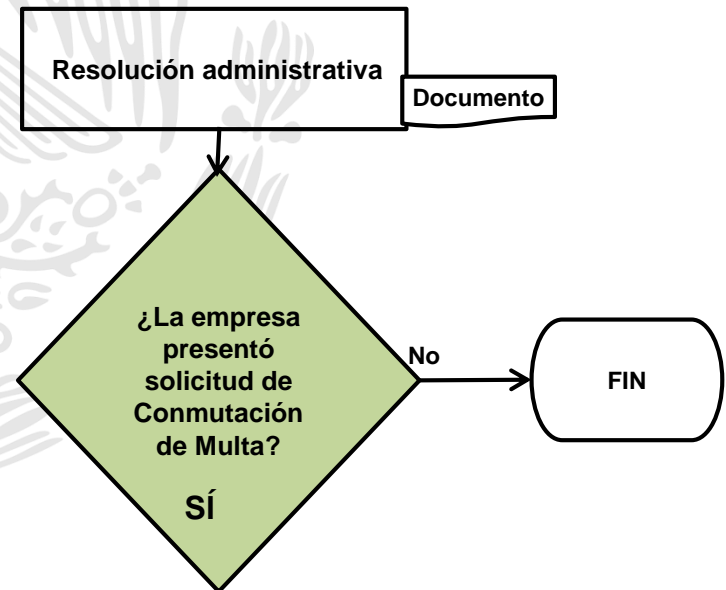 Resolución administrativa
Documento
¿La empresa
presentó
solicitud de
Conmutación
de Multa?
SÍ
No
FIN